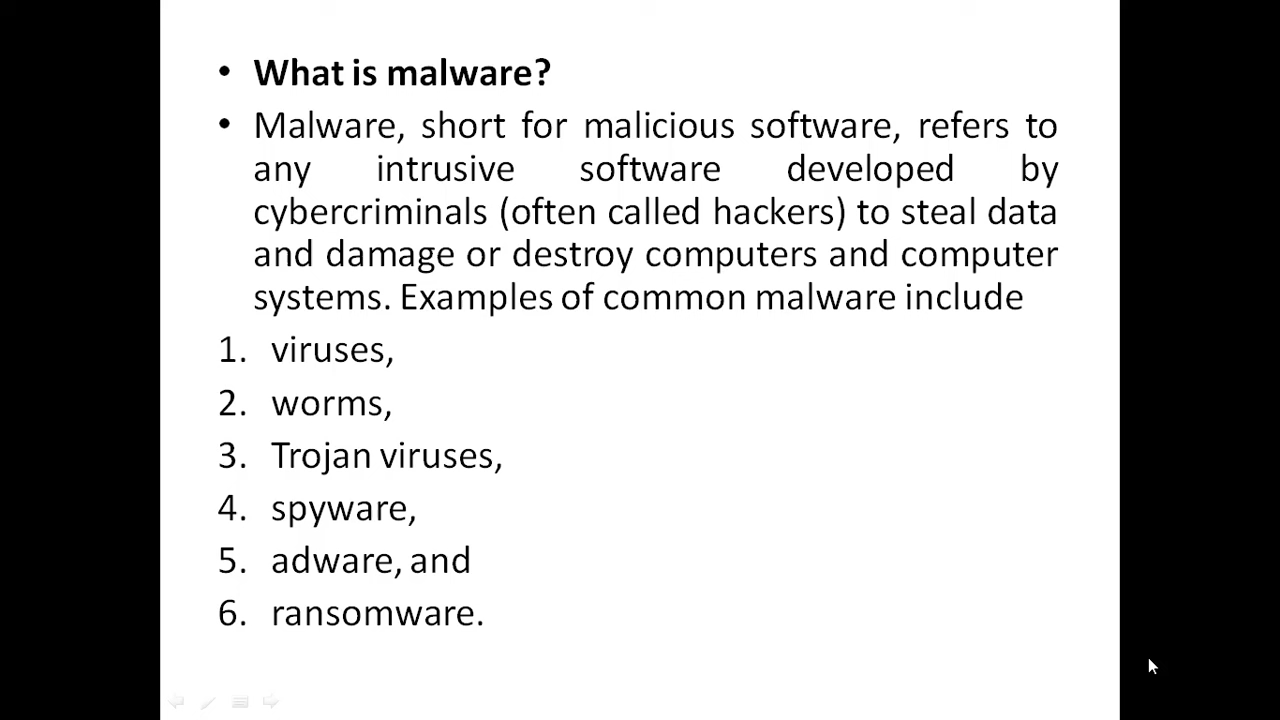 • What is malware?
• Malware, short for malicious software, refers to
any intrusive software developed by
cybercriminals (often called hackers) to steal data
and damage or destroy computers and computer
systems. Examples of common malware include
1. viruses,
2. worms,
3. Trojan viruses,
4. spyware,
5. adware, and
6. ransomware.